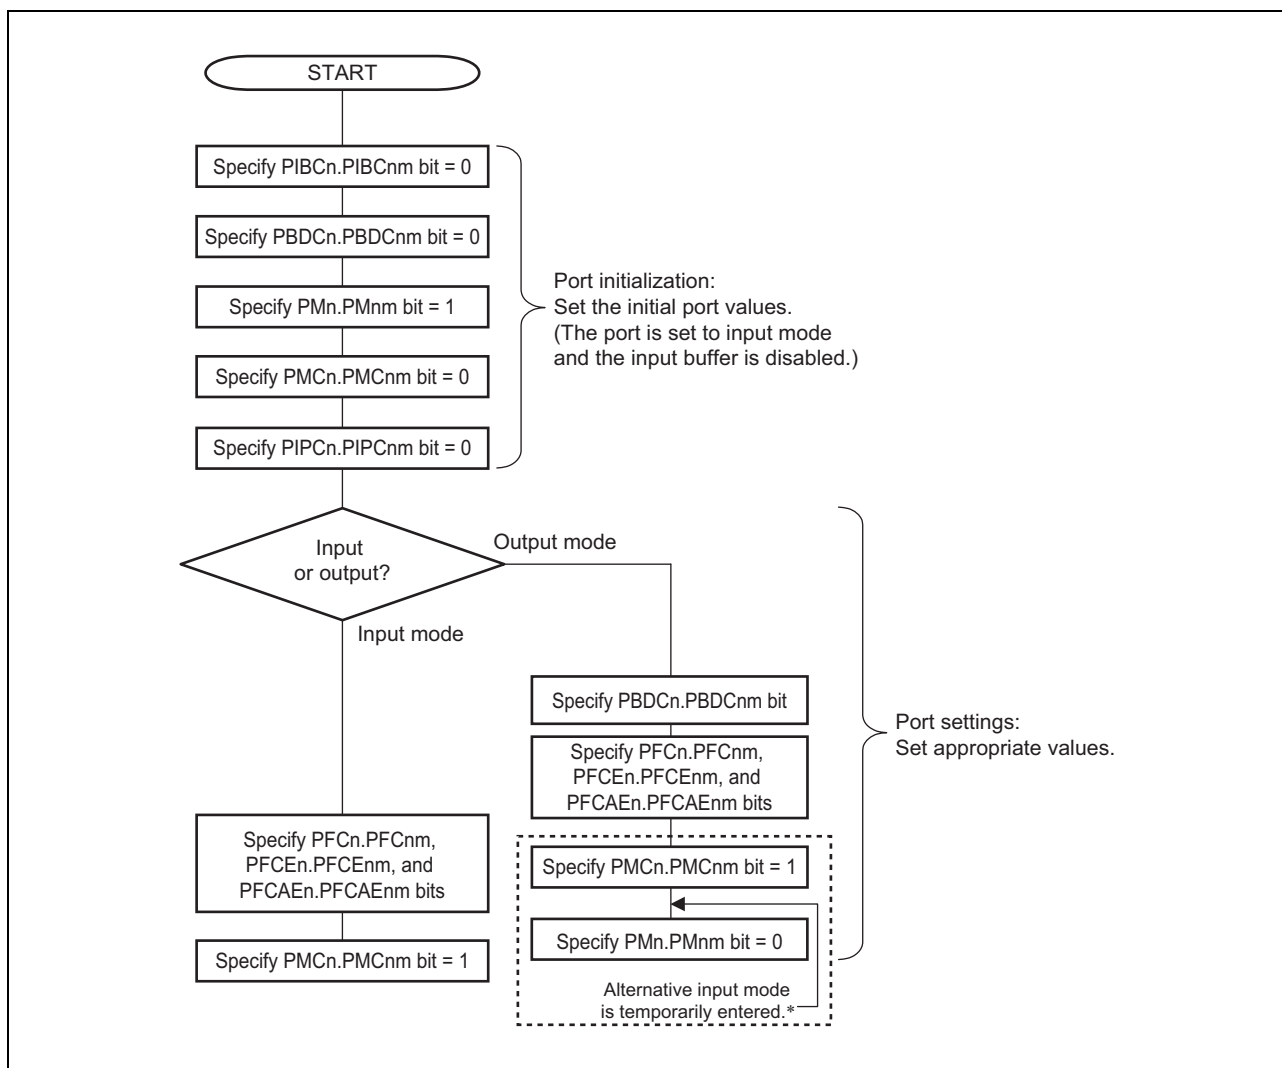 START
Specify PIBCn.PIBCnm bit = 0
Specify PBDCn.PBDCnm bit = 0
Specify PMn.PMnm bit = 1
Specify PMCn.PMCnm bit = 0
Specify PIPCn.PIPCnm bit = 0
Port initialization:
Set the initial port values.
(The port is set to input mode
and the input buffer is disabled.)
Input
or output?
Output mode
Input mode
Specify PFCn.PFCnm,
PFCEn.PFCEnm, and
PFCAEn.PFCAEnm bits
Specify PMCn.PMCnm bit = 1
Specify PBDCn.PBDCnm bit
Specify PFCn.PFCnm,
PFCEn.PFCEnm, and
PFCAEn.PFCAEnm bits
Specify PMCn.PMCnm bit = 1
Specify PMn.PMnm bit = 0
Alternative input mode
is temporarily entered.*
Port settings:
Set appropriate values.